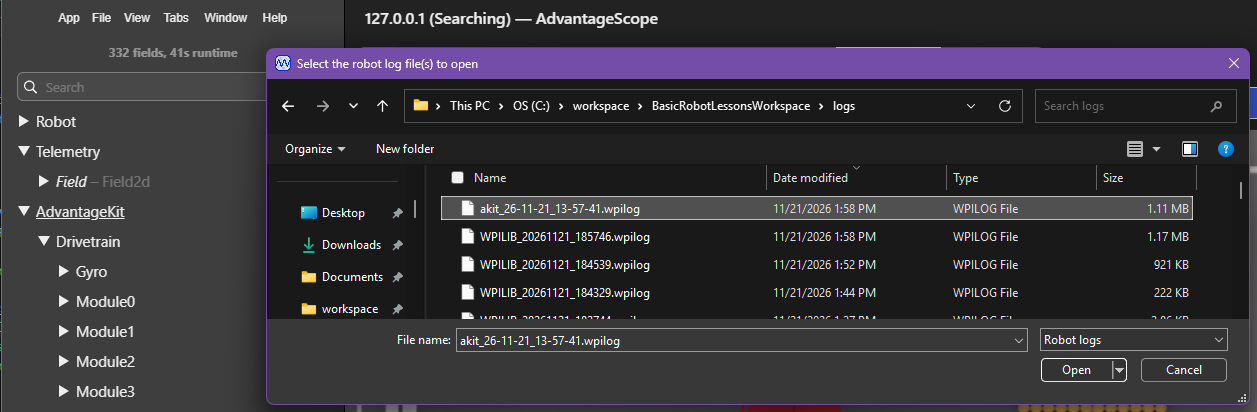 App File View Tabs Window Help
127.0.0.1 (Searching) — AdvantageScope
332 fields, 41s runtime
Search
Robot
Telemetry
Field – Field2d
AdvantageKit
Drivetrain
Gyro
Module0
Module1
Module2
Module3
Select the robot log file(s) to open
This PC > OS (C:) > workspace > BasicRobotLessonsWorkspace > logs
Search logs
Organize New folder
Desktop
Downloads
Documents
workspace
Name Date modified Type Size
akit_26-11-21_13-57-41.wpilog 11/21/2026 1:58 PM WPILOG File 1.11 MB
WPILIB_20261121_185746.wpilog 11/21/2026 1:58 PM WPILOG File 1.17 MB
WPILIB_20261121_184539.wpilog 11/21/2026 1:52 PM WPILOG File 921 KB
WPILIB_20261121_184329.wpilog 11/21/2026 1:44 PM WPILOG File 222 KB
File name: akit_26-11-21_13-57-41.wpilog Robot logs
Open Cancel